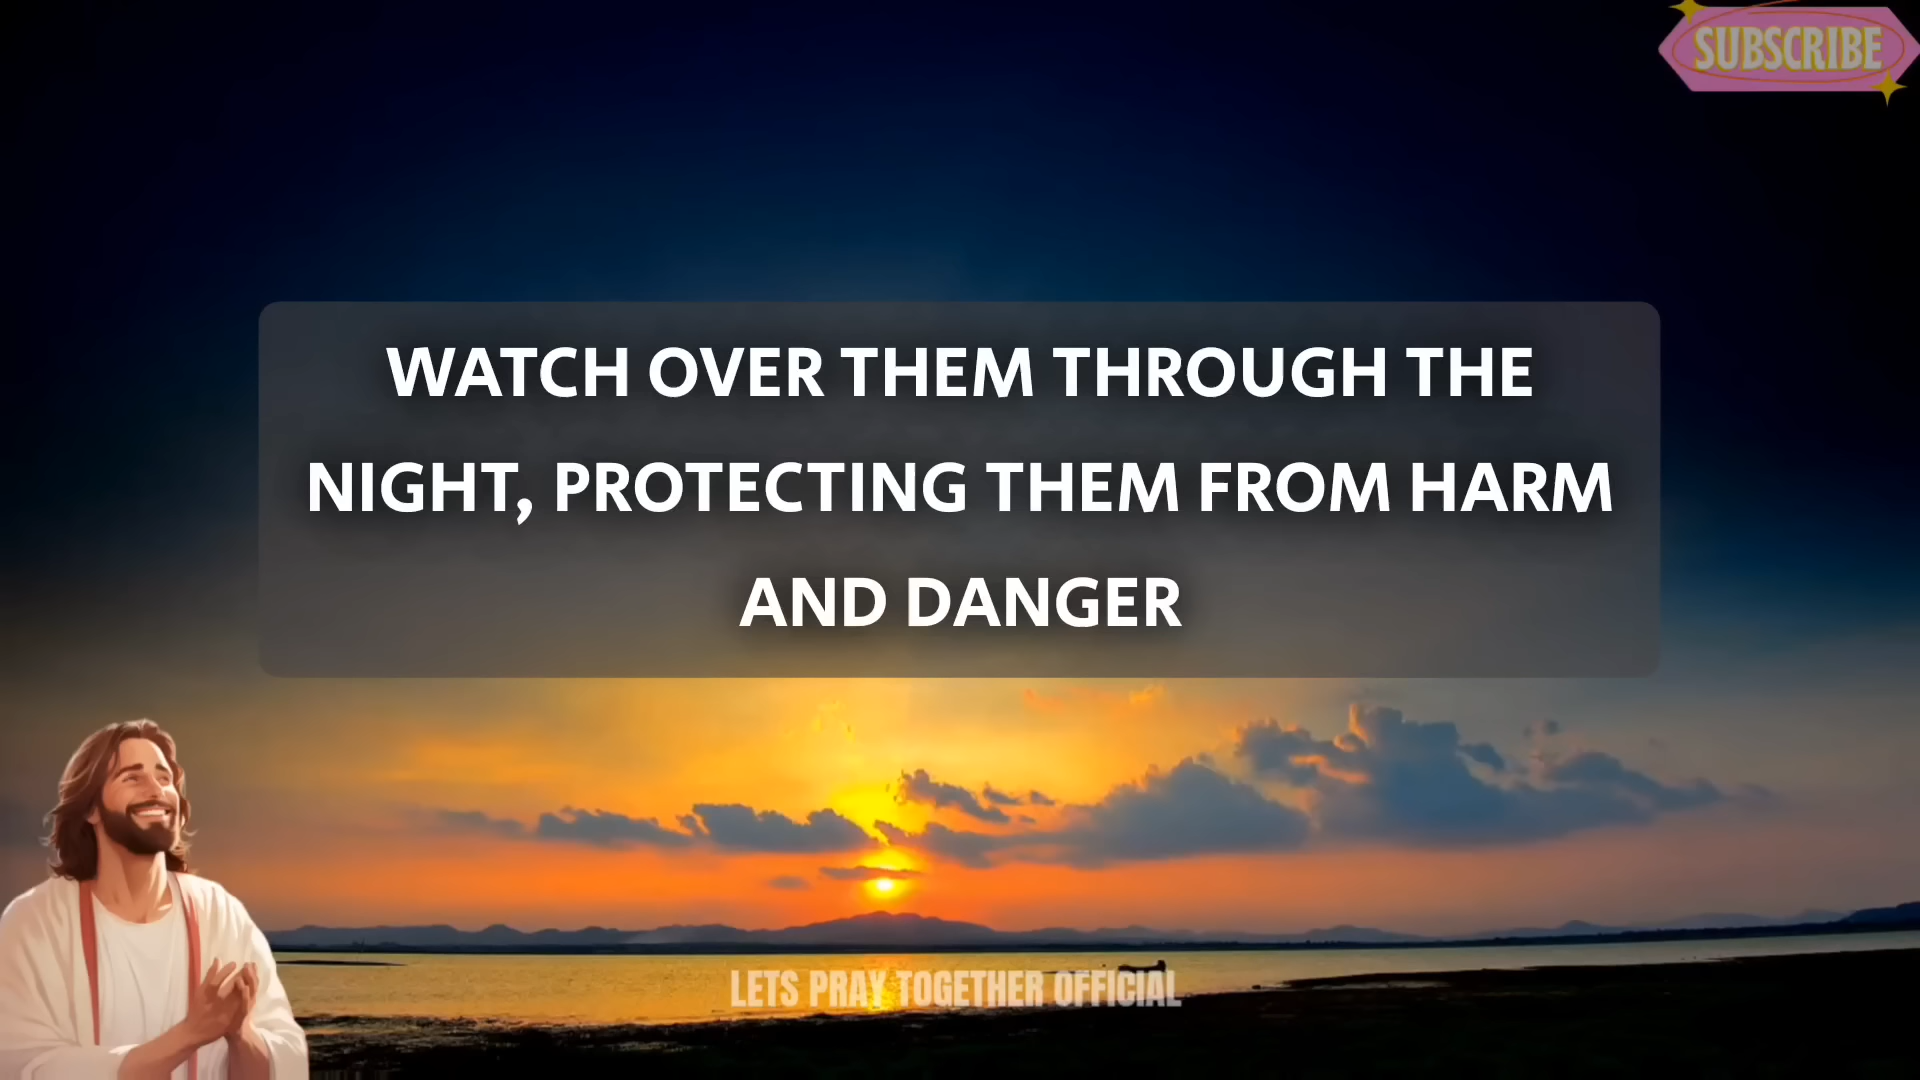 SUBSCRIBE
WATCH OVER THEM THROUGH THE
NIGHT, PROTECTING THEM FROM HARM
AND DANGER
LETS PRAY TOGETHER OFFICIAL